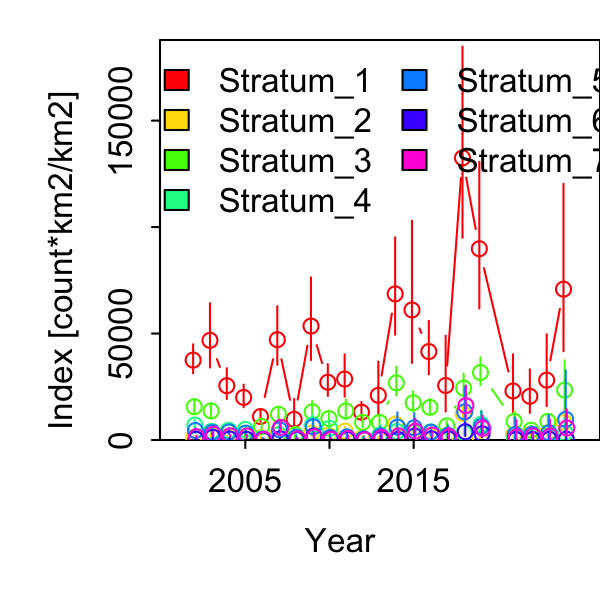 Stratum_1
Stratum_2
Stratum_3
Stratum_4
Stratum_5
Stratum_6
Stratum_7
Index [count*km2/km2]
0
50000
150000
2005
2015
Year